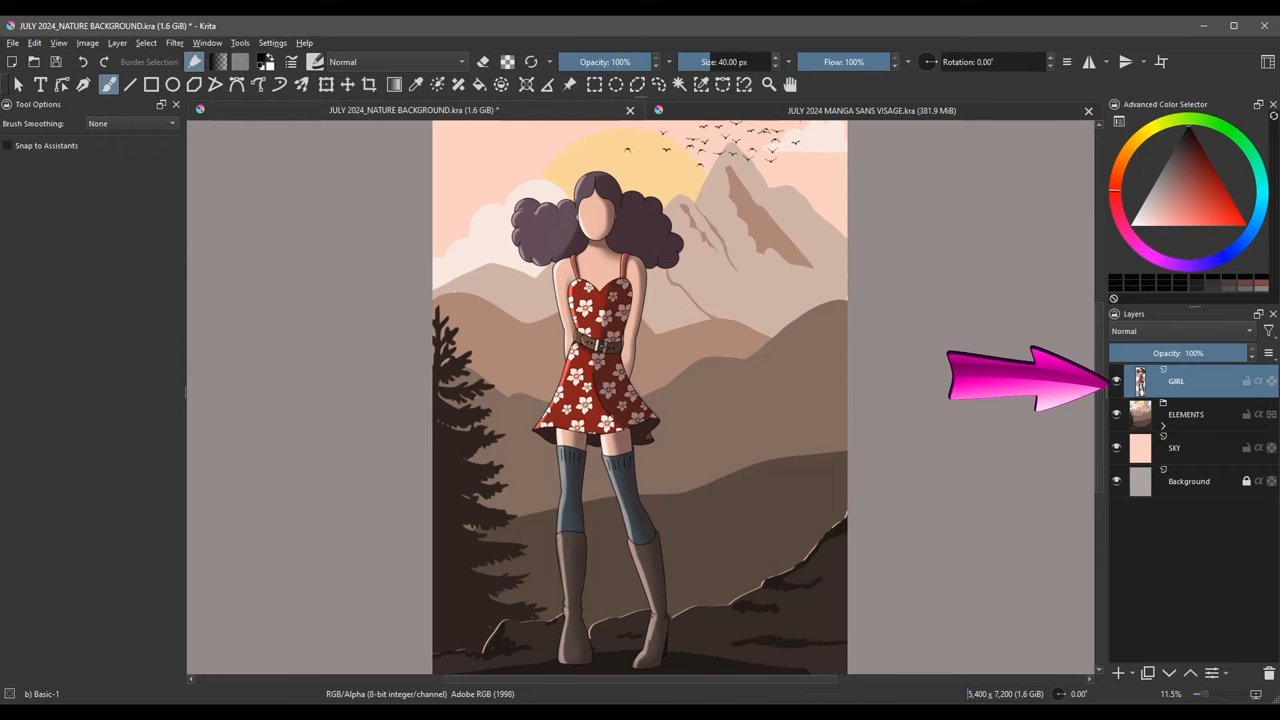 JULY 2024_NATURE BACKGROUND.kra (1.6 GiB) * - Krita
File Edit View Image Layer Select Filter Window Tools Settings Help
Border Selection
Normal
Opacity: 100%
Size: 40.00 px
Flow: 100%
Rotation: 0.00°
Tool Options
JULY 2024_NATURE BACKGROUND.kra (1.6 GiB) *
JULY 2024 MANGA SANS VISAGE.kra (381.9 MiB)
Advanced Color Selector
Brush Smoothing: None
Snap to Assistants
Layers
Normal
Opacity: 100%
GIRL
ELEMENTS
SKY
Background
b) Basic-1
RGB/Alpha (8-bit integer/channel) Adobe RGB (1998)
5,400 x 7,200 (1.6 GiB)
0.00°
11.5%